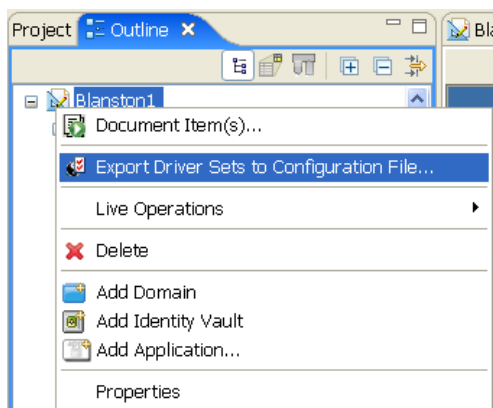 Project Outline Bla
Blanston1
Document Item(s)...
Export Driver Sets to Configuration File...
Live Operations
Delete
Add Domain
Add Identity Vault
Add Application...
Properties